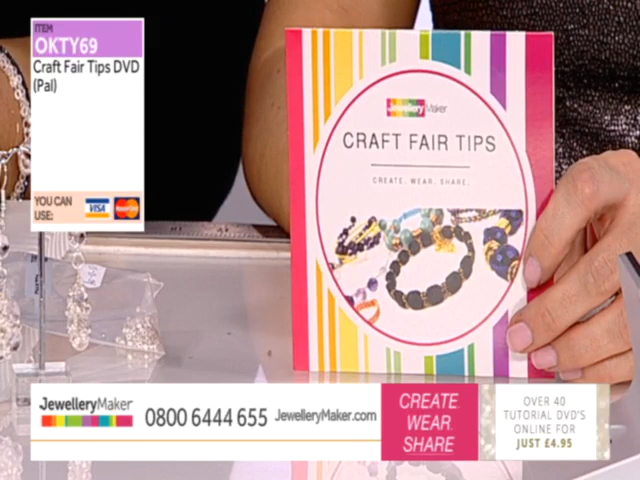 ITEM
OKTY69
Craft Fair Tips DVD
(Pal)
YOU CAN
USE:
VISA
MasterCard
JewelleryMaker
CRAFT FAIR TIPS
CREATE. WEAR. SHARE.
JewelleryMaker
0800 6444 655
JewelleryMaker.com
CREATE.
WEAR.
SHARE
OVER 40
TUTORIAL DVD'S
ONLINE FOR
JUST £4.95